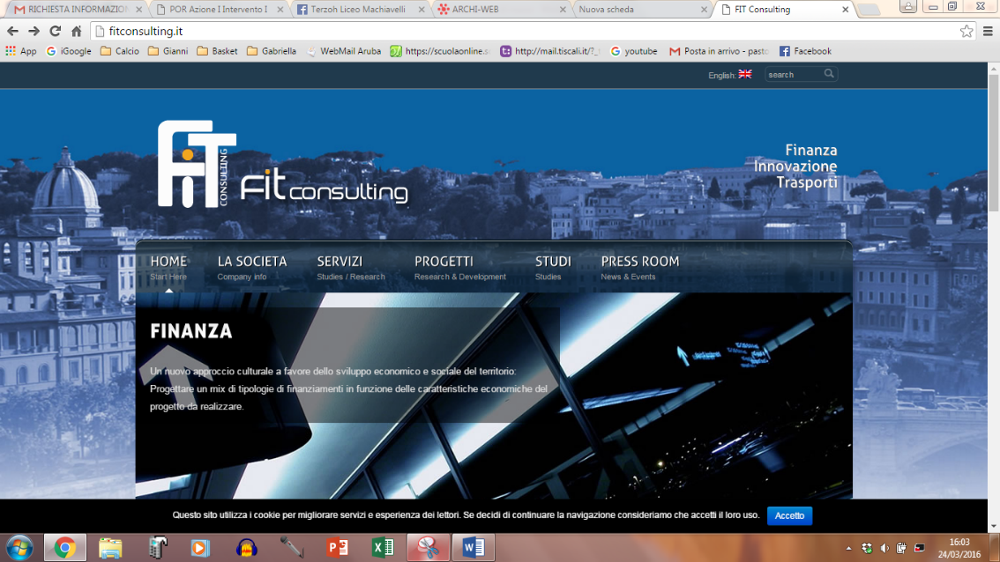 RICHIESTA INFORMAZIO
POR Azione I Intervento I
Terzoh Liceo Machiavelli
ARCHI-WEB
Nuova scheda
FIT Consulting
fitconsulting.it
App
iGoogle
Calcio
Gianni
Basket
Gabriella
WebMail Aruba
https://scuolaonline.s
http://mail.tiscali.it/?_
youtube
Posta in arrivo - pasto
Facebook
English:
search
FiT
CONSULTING
Fit consulting
Finanza
Innovazione
Trasporti
HOME
Start Here
LA SOCIETA
Company info
SERVIZI
Studies / Research
PROGETTI
Research & Development
STUDI
Studies
PRESS ROOM
News & Events
FINANZA
Un nuovo approccio culturale a favore dello sviluppo economico e sociale del territorio:
Progettare un mix di tipologie di finanziamenti in funzione delle caratteristiche economiche del
progetto da realizzare.
Questo sito utilizza i cookie per migliorare servizi e esperienza dei lettori. Se decidi di continuare la navigazione consideriamo che accetti il loro uso.
Accetto
16:03
24/03/2016